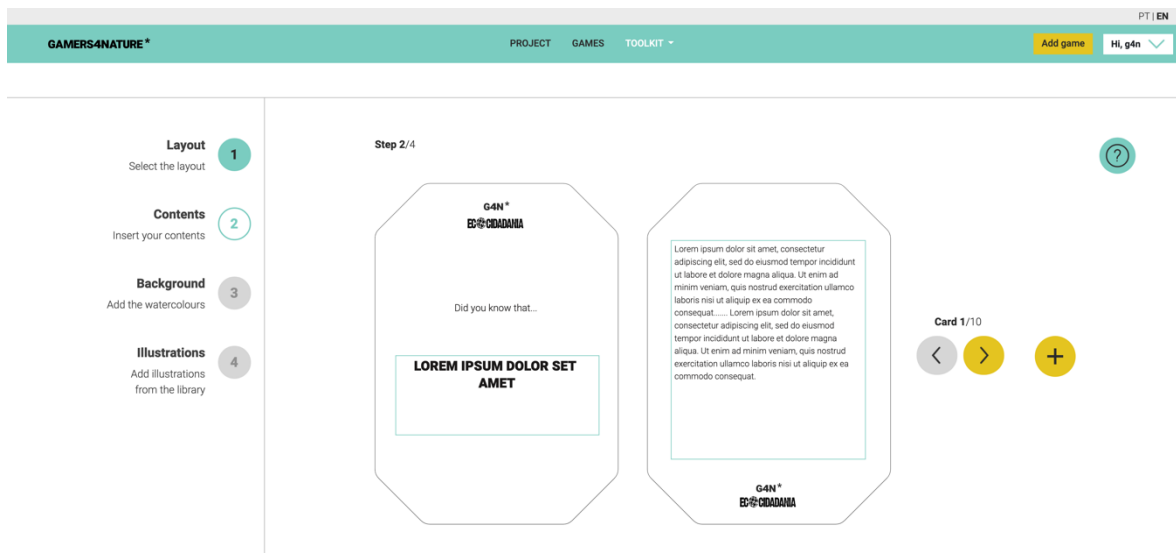 PT | EN
GAMERS4NATURE*
PROJECT GAMES TOOLKIT
Add game
Hi, g4n
Layout
Select the layout
1
Contents
Insert your contents
2
Background
Add the watercolours
3
Illustrations
Add illustrations
from the library
4
Step 2/4
?
G4N*
ECOCIDADANIA
Did you know that...
LOREM IPSUM DOLOR SET
AMET
Lorem ipsum dolor sit amet, consectetur
adipiscing elit, sed do eiusmod tempor incididunt
ut labore et dolore magna aliqua. Ut enim ad
minim veniam, quis nostrud exercitation ullamco
laboris nisi ut aliquip ex ea commodo
consequat...... Lorem ipsum dolor sit amet,
consectetur adipiscing elit, sed do eiusmod
tempor incididunt ut labore et dolore magna
aliqua. Ut enim ad minim veniam, quis nostrud
exercitation ullamco laboris nisi ut aliquip ex ea
commodo consequat.
G4N*
ECOCIDADANIA
Card 1/10
< >
+